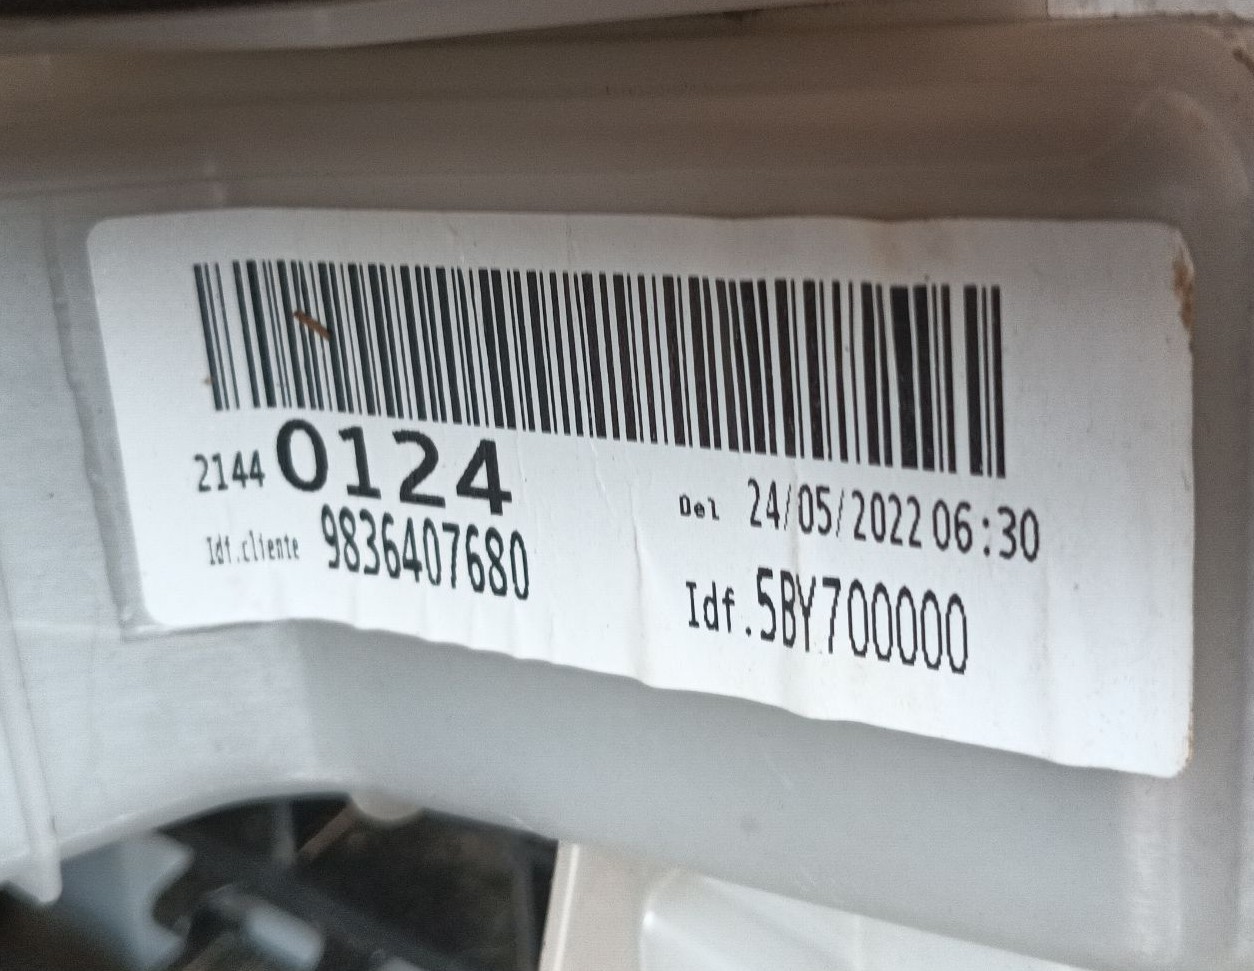 2144 0124
Idf.cliente 9836407680
Del 24/05/2022 06:30
Idf.5BY700000